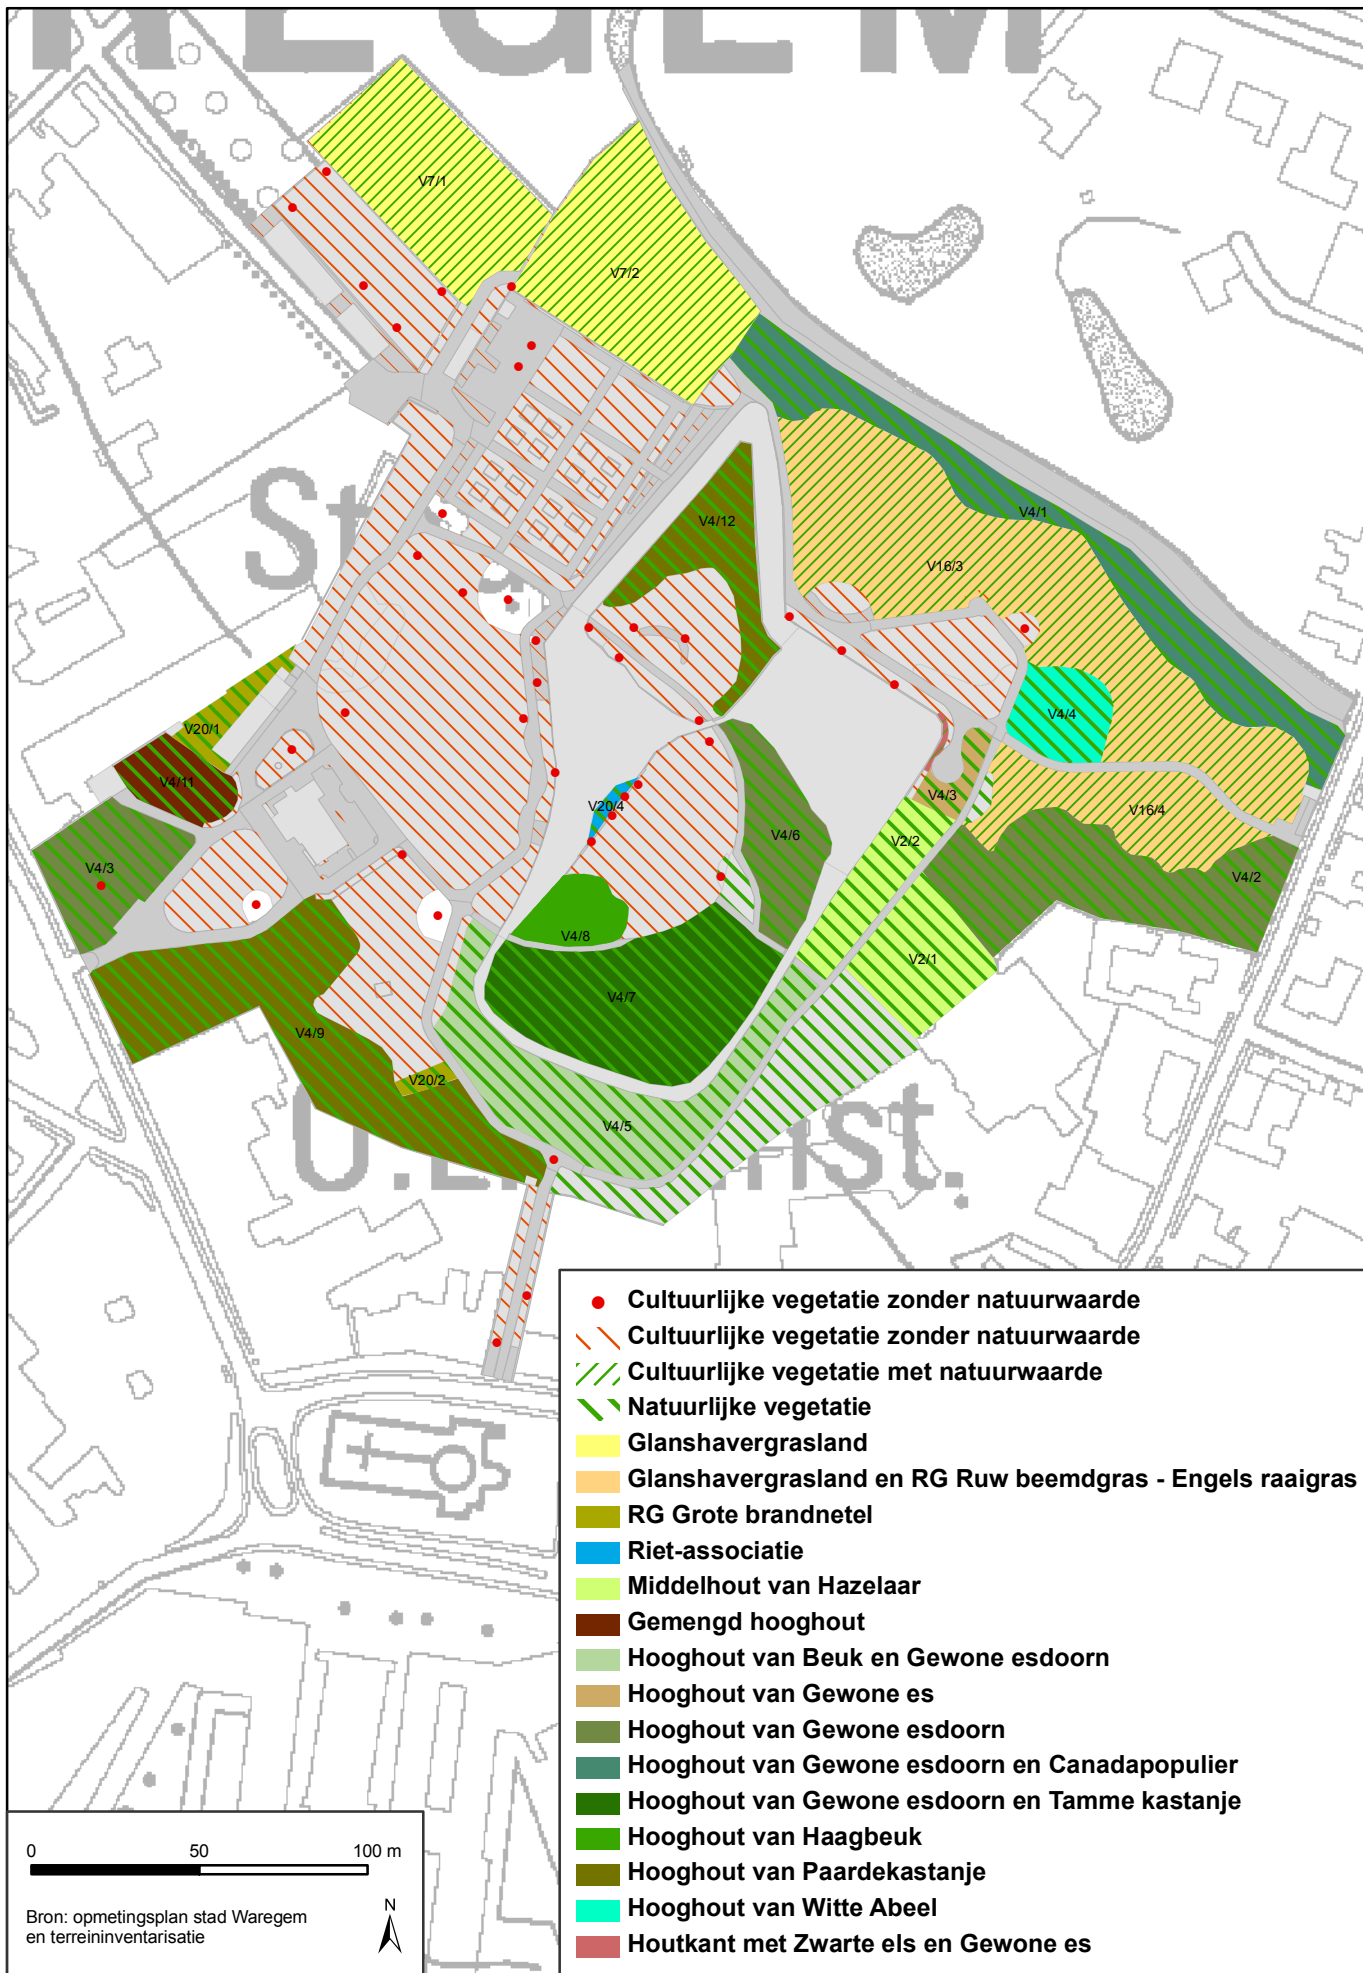 REGEM
St
U.L. Inst.
V7/1
V7/2
V4/12
V4/1
V16/3
V4/4
V20/1
V4/11
V20/4
V4/3
V16/4
V4/6
V2/2
V4/3
V4/2
V4/8
V2/1
V4/7
V4/9
V20/2
V4/5
Cultuurlijke vegetatie zonder natuurwaarde
Cultuurlijke vegetatie zonder natuurwaarde
Cultuurlijke vegetatie met natuurwaarde
Natuurlijke vegetatie
Glanshavergrasland
Glanshavergrasland en RG Ruw beemdgras - Engels raaigras
RG Grote brandnetel
Riet-associatie
Middelhout van Hazelaar
Gemengd hooghout
Hooghout van Beuk en Gewone esdoorn
Hooghout van Gewone es
Hooghout van Gewone esdoorn
Hooghout van Gewone esdoorn en Canadapopulier
Hooghout van Gewone esdoorn en Tamme kastanje
Hooghout van Haagbeuk
Hooghout van Paardekastanje
Hooghout van Witte Abeel
Houtkant met Zwarte els en Gewone es
0 50 100 m
N
Bron: opmetingsplan stad Waregem
en terreininventarisatie